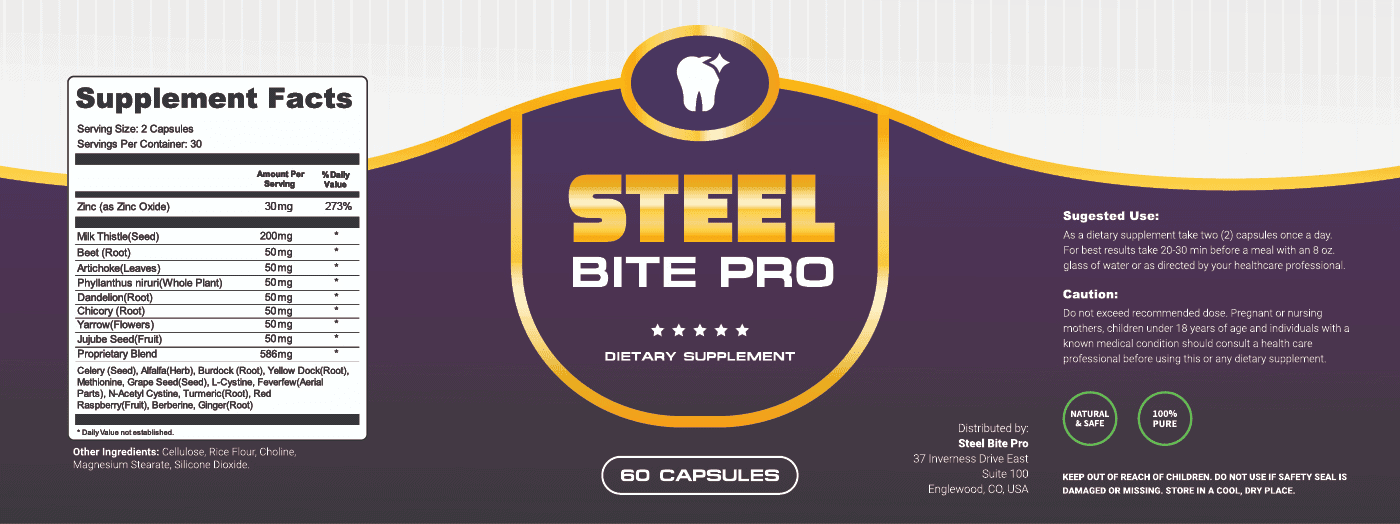 Supplement Facts
Serving Size: 2 Capsules
Servings Per Container: 30
Amount Per Serving % Daily Value
Zinc (as Zinc Oxide) 30mg 273%
Milk Thistle(Seed) 200mg *
Beet (Root) 50mg *
Artichoke(Leaves) 50mg *
Phyllanthus niruri(Whole Plant) 50mg *
Dandelion(Root) 50mg *
Chicory (Root) 50mg *
Yarrow(Flowers) 50mg *
Jujube Seed(Fruit) 50mg *
Proprietary Blend 586mg *
Celery (Seed), Alfalfa(Herb), Burdock (Root), Yellow Dock(Root),
Methionine, Grape Seed(Seed), L-Cystine, Feverfew(Aerial
Parts), N-Acetyl Cystine, Turmeric(Root), Red
Raspberry(Fruit), Berberine, Ginger(Root)
* Daily Value not established.
Other Ingredients: Cellulose, Rice Flour, Choline,
Magnesium Stearate, Silicone Dioxide.
STEEL
BITE PRO
DIETARY SUPPLEMENT
60 CAPSULES
Distributed by:
Steel Bite Pro
37 Inverness Drive East
Suite 100
Englewood, CO, USA
Sugested Use:
As a dietary supplement take two (2) capsules once a day.
For best results take 20-30 min before a meal with an 8 oz.
glass of water or as directed by your healthcare professional.
Caution:
Do not exceed recommended dose. Pregnant or nursing
mothers, children under 18 years of age and individuals with a
known medical condition should consult a health care
professional before using this or any dietary supplement.
NATURAL
& SAFE
100%
PURE
KEEP OUT OF REACH OF CHILDREN. DO NOT USE IF SAFETY SEAL IS
DAMAGED OR MISSING. STORE IN A COOL, DRY PLACE.